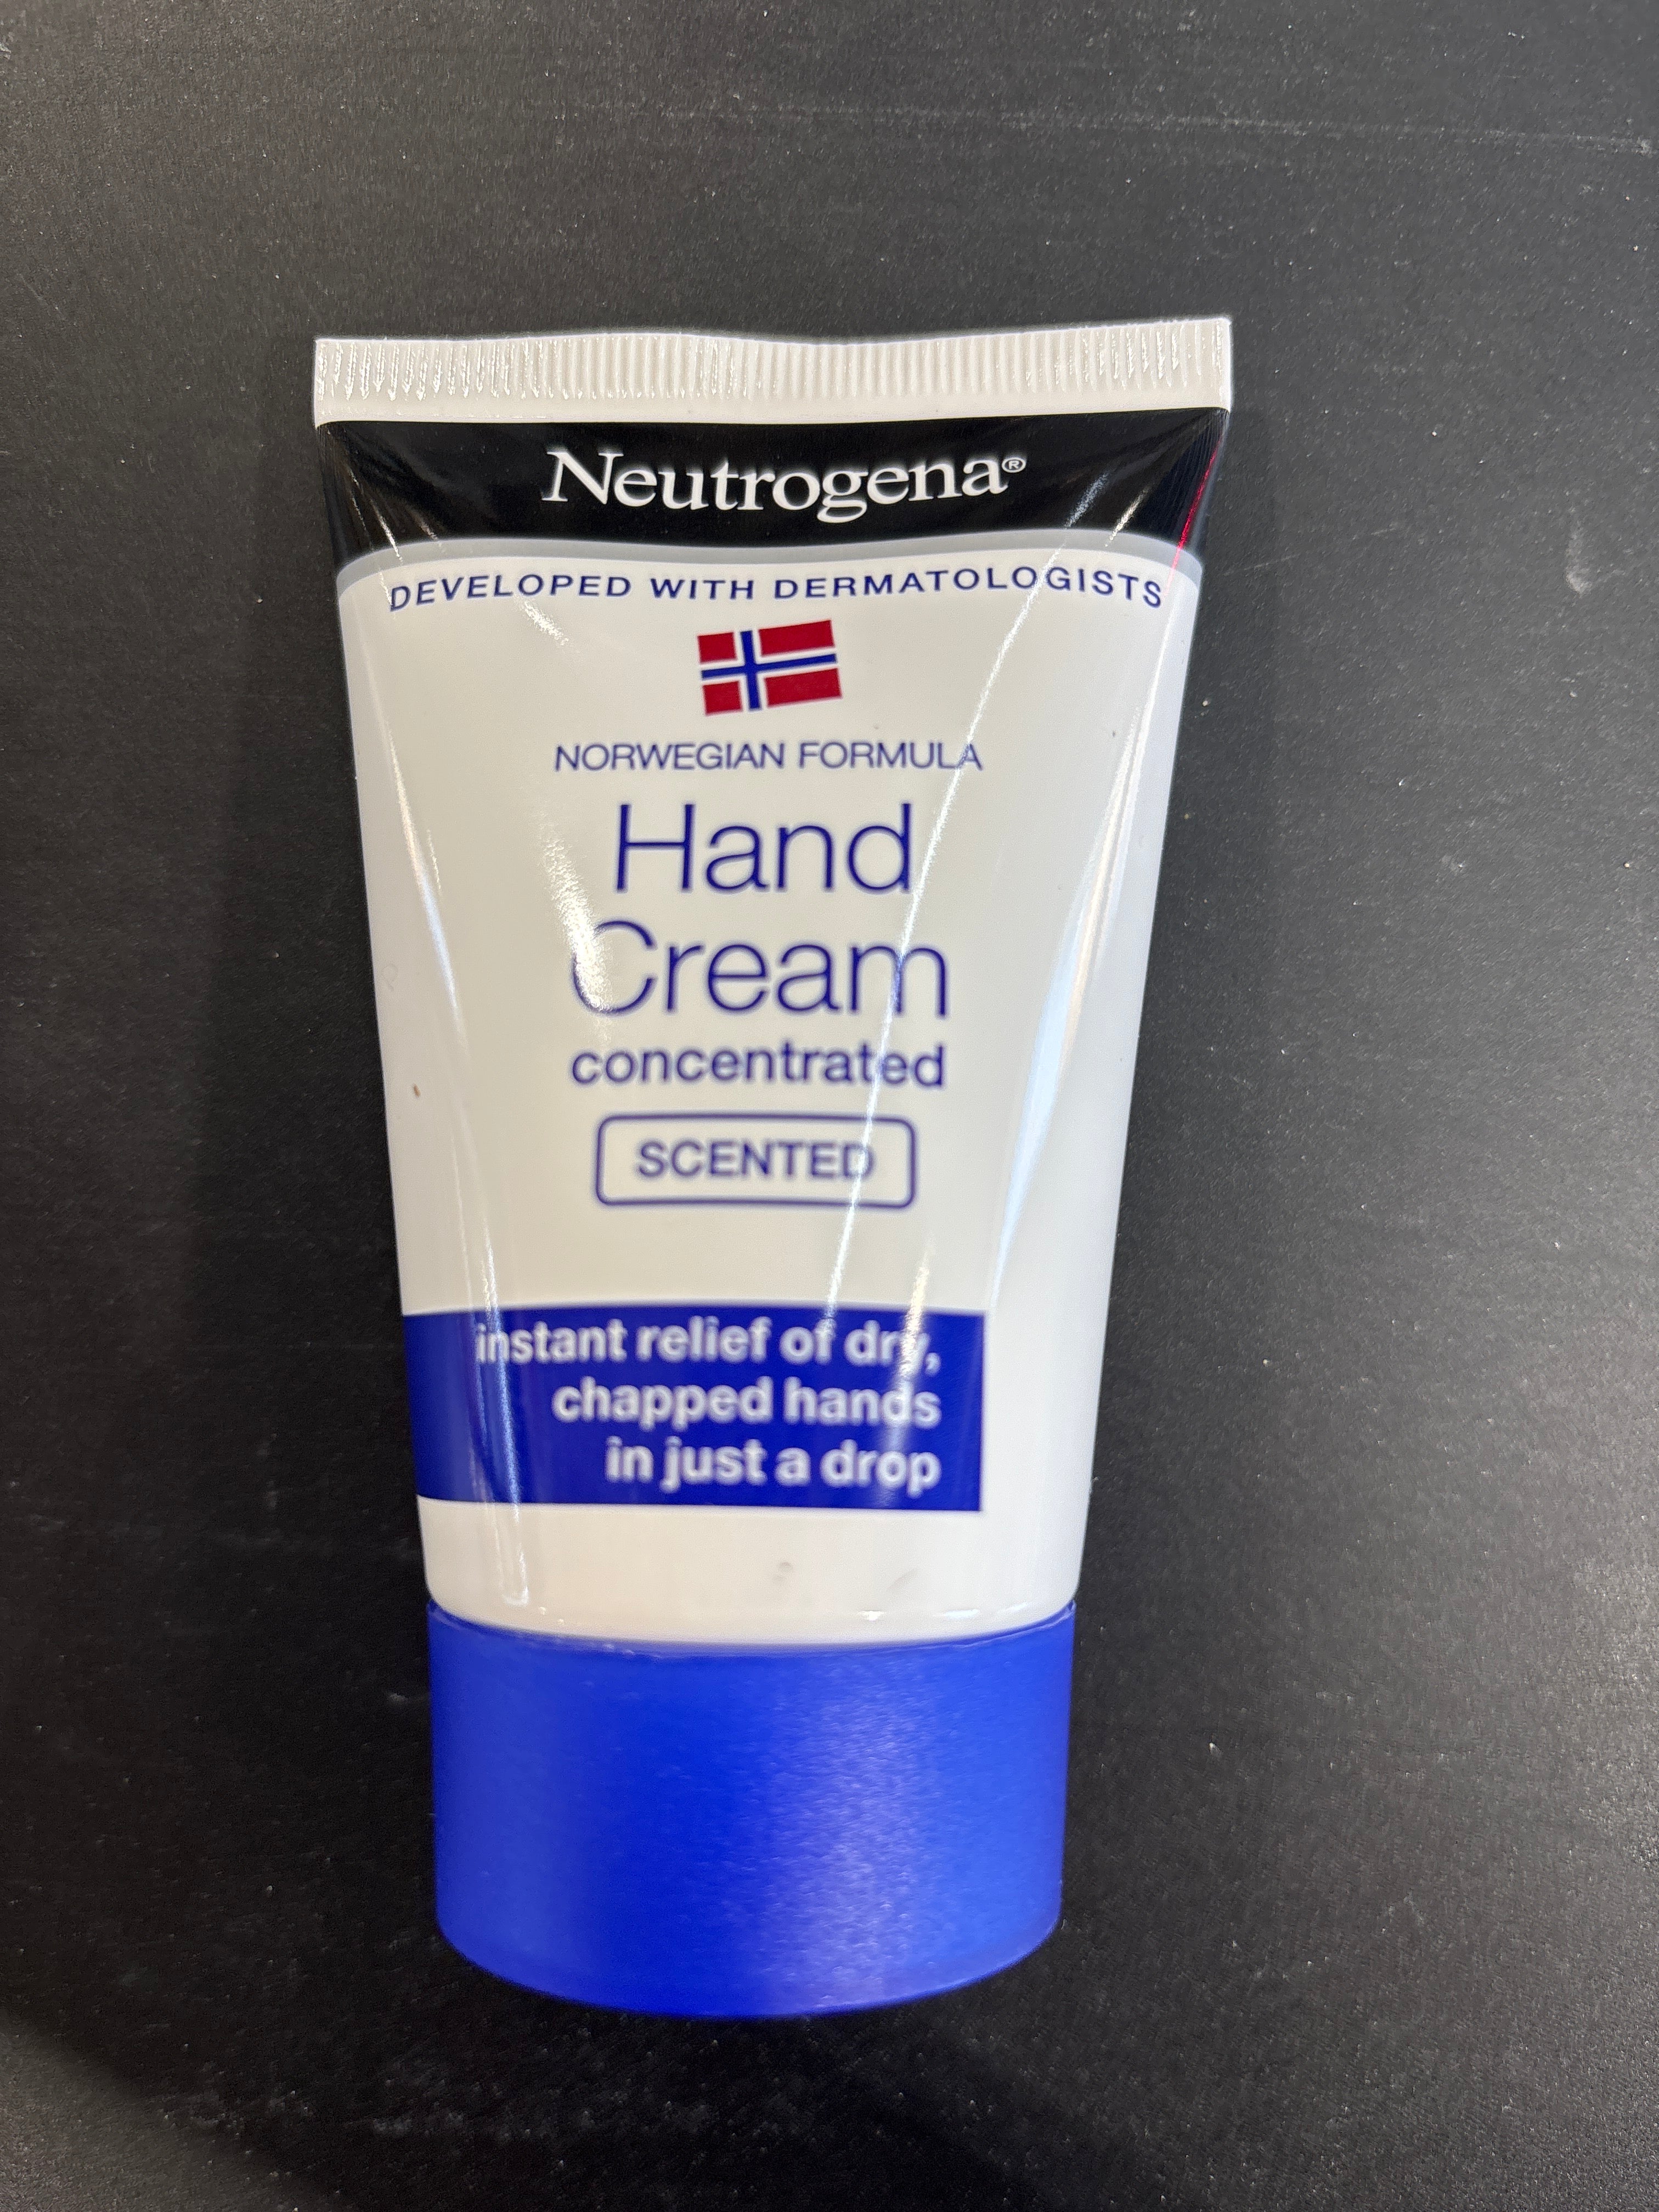 Neutrogena®
DEVELOPED WITH DERMATOLOGISTS
NORWEGIAN FORMULA
Hand
Cream
concentrated
SCENTED
instant relief of dry,
chapped hands
in just a drop